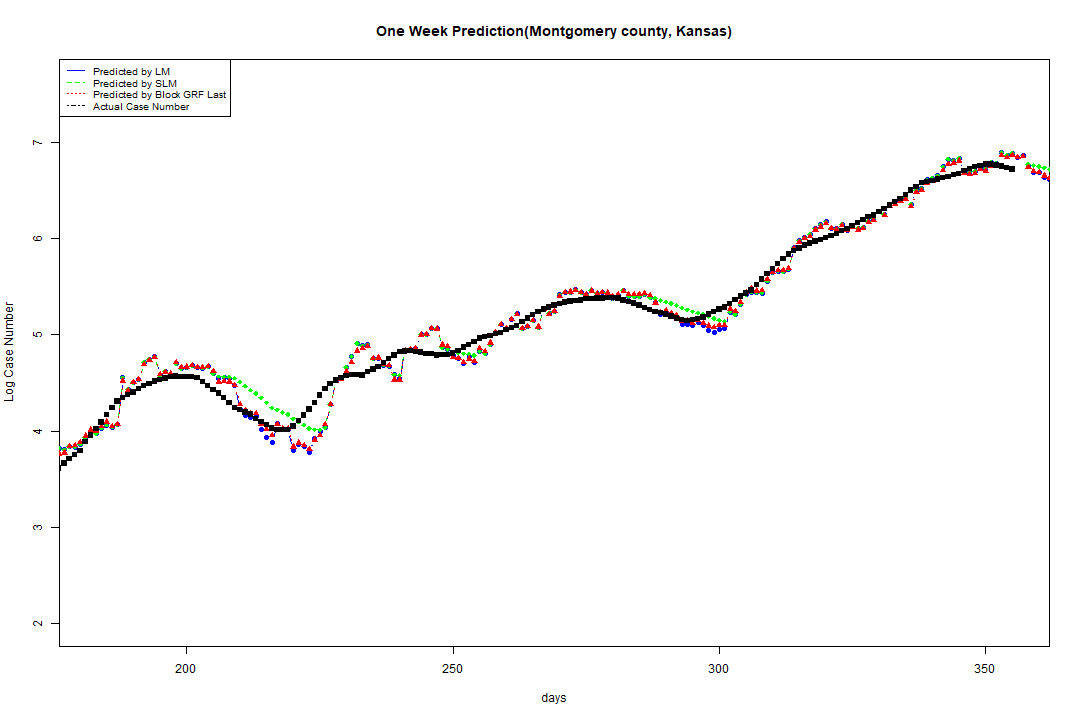 One Week Prediction(Montgomery county, Kansas)
Predicted by LM
Predicted by SLM
Predicted by Block GRF Last
Actual Case Number
7
6
5
4
3
2
Log Case Number
200
250
300
350
days